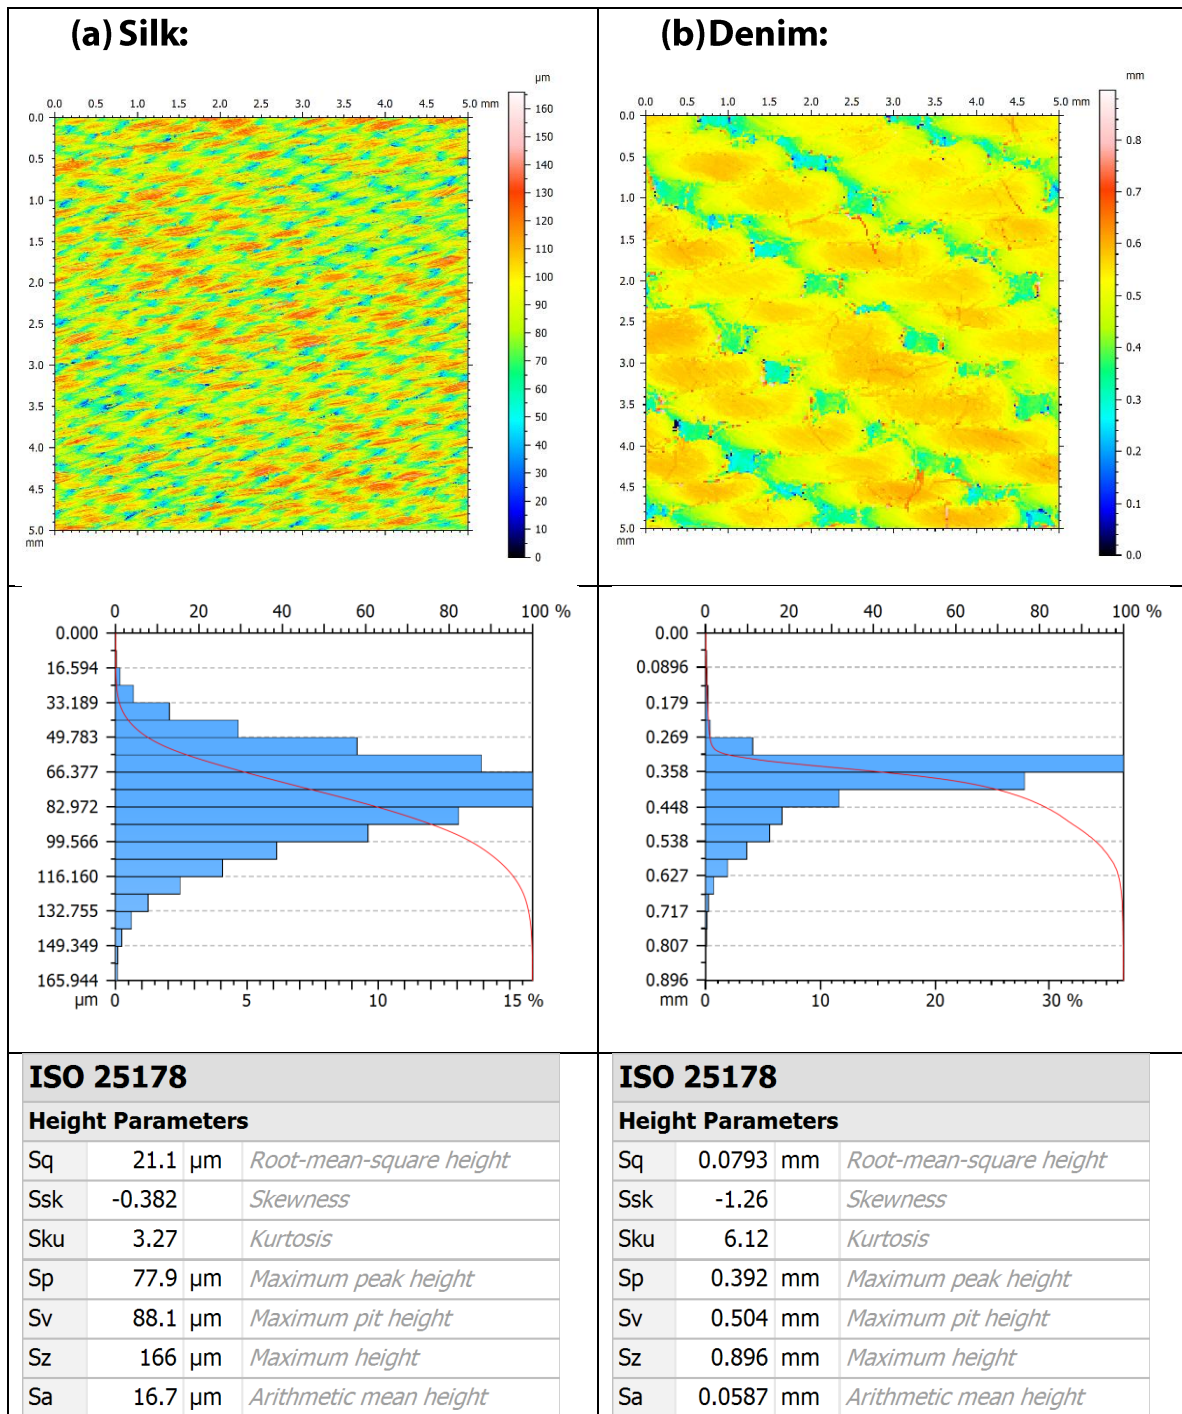 (a) Silk:
µm
0.0 0.5 1.0 1.5 2.0 2.5 3.0 3.5 4.0 4.5 5.0 mm
0.0
0.5
1.0
1.5
2.0
2.5
3.0
3.5
4.0
4.5
5.0
mm
160
150
140
130
120
110
100
90
80
70
60
50
40
30
20
10
0
(b) Denim:
mm
0.0 0.5 1.0 1.5 2.0 2.5 3.0 3.5 4.0 4.5 5.0 mm
0.0
0.5
1.0
1.5
2.0
2.5
3.0
3.5
4.0
4.5
5.0
mm
0.8
0.7
0.6
0.5
0.4
0.3
0.2
0.1
0.0
0 20 40 60 80 100 %
0.000
16.594
33.189
49.783
66.377
82.972
99.566
116.160
132.755
149.349
165.944
µm 0 5 10 15 %
0 20 40 60 80 100 %
0.00
0.0896
0.179
0.269
0.358
0.448
0.538
0.627
0.717
0.807
0.896
mm 0 10 20 30 %
ISO 25178
Height Parameters
Sq 21.1 µm Root-mean-square height
Ssk -0.382 Skewness
Sku 3.27 Kurtosis
Sp 77.9 µm Maximum peak height
Sv 88.1 µm Maximum pit height
Sz 166 µm Maximum height
Sa 16.7 µm Arithmetic mean height
ISO 25178
Height Parameters
Sq 0.0793 mm Root-mean-square height
Ssk -1.26 Skewness
Sku 6.12 Kurtosis
Sp 0.392 mm Maximum peak height
Sv 0.504 mm Maximum pit height
Sz 0.896 mm Maximum height
Sa 0.0587 mm Arithmetic mean height